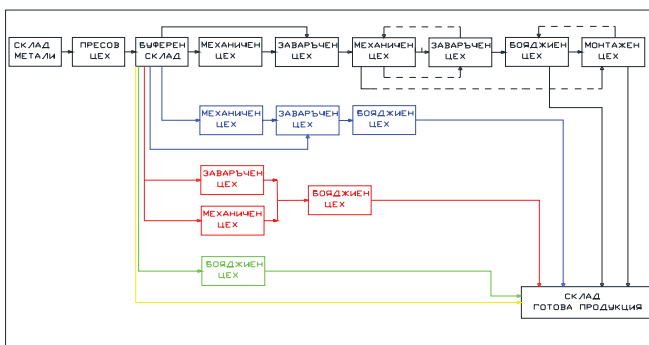 СКЛАД
МЕТАЛИ
ПРЕСОВ
ЦЕХ
БУФЕРЕН
СКЛАД
МЕХАНИЧЕН
ЦЕХ
ЗАВАРЪЧЕН
ЦЕХ
МЕХАНИЧЕН
ЦЕХ
ЗАВАРЪЧЕН
ЦЕХ
БОЯДЖИЕН
ЦЕХ
МОНТАЖЕН
ЦЕХ
МЕХАНИЧЕН
ЦЕХ
ЗАВАРЪЧЕН
ЦЕХ
БОЯДЖИЕН
ЦЕХ
ЗАВАРЪЧЕН
ЦЕХ
МЕХАНИЧЕН
ЦЕХ
БОЯДЖИЕН
ЦЕХ
БОЯДЖИЕН
ЦЕХ
СКЛАД
ГОТОВА ПРОДУКЦИЯ